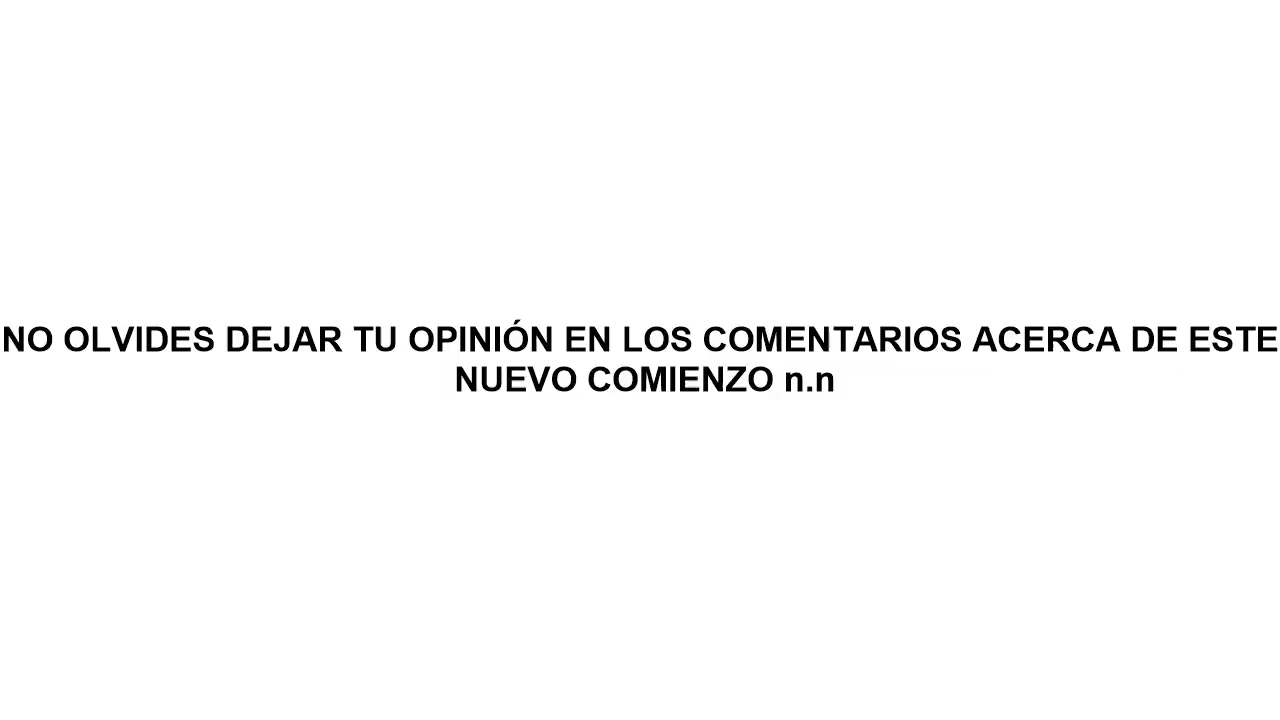 NO OLVIDES DEJAR TU OPINIÓN EN LOS COMENTARIOS ACERCA DE ESTE
NUEVO COMIENZO n.n